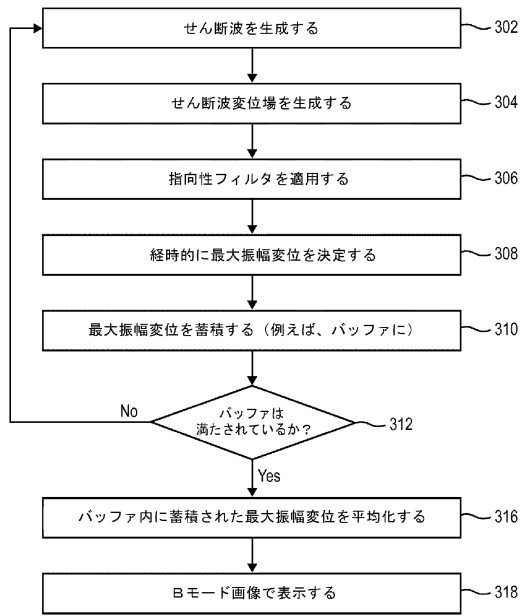 せん断波を生成する 302
せん断波変位場を生成する 304
指向性フィルタを適用する 306
経時的に最大振幅変位を決定する 308
最大振幅変位を蓄積する（例えば、バッファに） 310
バッファは
満たされているか？ 312
No
Yes
バッファ内に蓄積された最大振幅変位を平均化する 316
Bモード画像で表示する 318